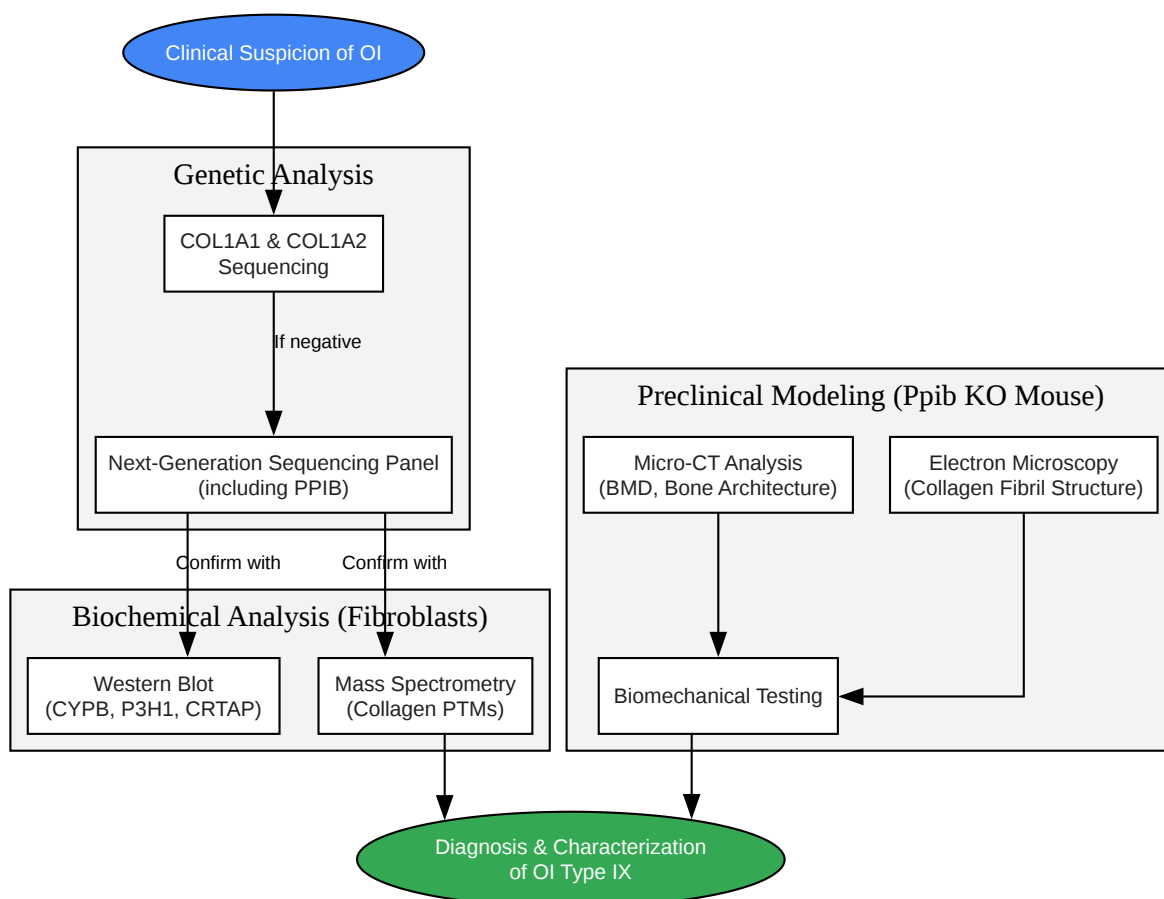 Clinical Suspicion of OI
Genetic Analysis
COL1A1 & COL1A2
Sequencing
If negative
Next-Generation Sequencing Panel
(including PPIB)
Confirm with
Confirm with
Biochemical Analysis (Fibroblasts)
Western Blot
(CYPB, P3H1, CRTAP)
Mass Spectrometry
(Collagen PTMs)
Preclinical Modeling (Ppib KO Mouse)
Micro-CT Analysis
(BMD, Bone Architecture)
Electron Microscopy
(Collagen Fibril Structure)
Biomechanical Testing
Diagnosis & Characterization
of OI Type IX